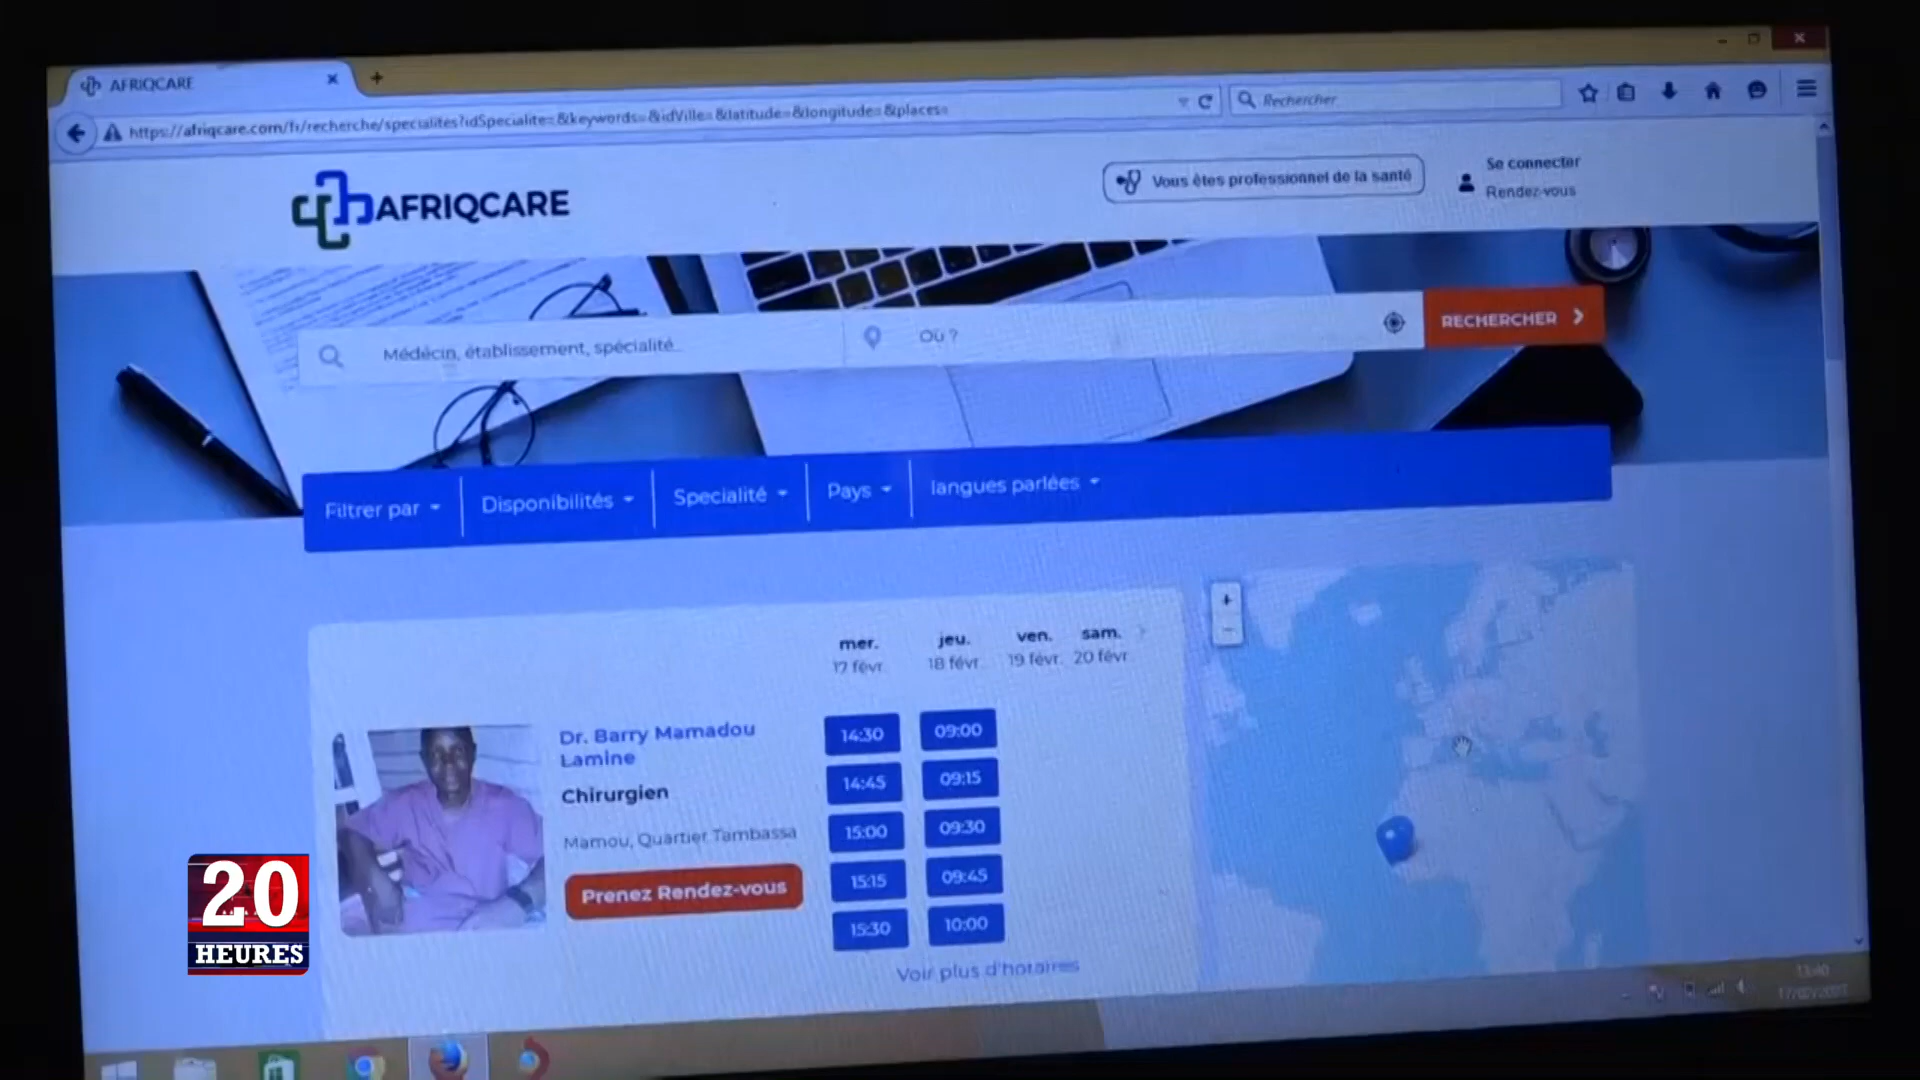 AFRIQCARE
https://afriqcare.com/fr/recherche/specialites?idSpecialite=&keywords=&idVille=&latitude=&longitude=&places=
Rechercher
AFRIQCARE
Vous êtes professionnel de la santé
Se connecter
Rendez-vous
Médécin, établissement, spécialité...
Où ?
RECHERCHER
Filtrer par
Disponibilités
Specialité
Pays
langues parlées
mer. jeu. ven. sam.
17 févr. 18 févr. 19 févr. 20 févr.
Dr. Barry Mamadou
Lamine
Chirurgien
Mamou, Quartier Tambassa
Prenez Rendez-vous
14:30 09:00
14:45 09:15
15:00 09:30
15:15 09:45
15:30 10:00
Voir plus d'horaires
+
-
20
HEURES